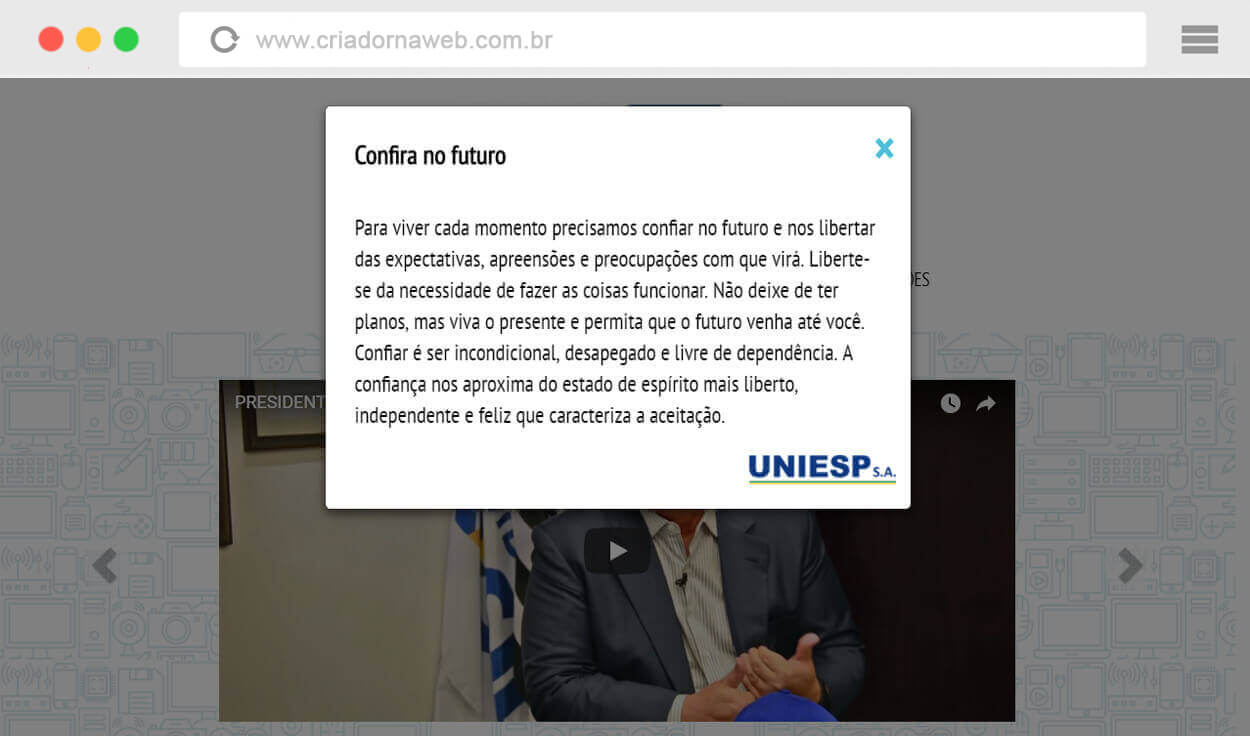 www.criadornaweb.com.br
Confira no futuro
Para viver cada momento precisamos confiar no futuro e nos libertar
das expectativas, apreensões e preocupações com que virá. Liberte-
se da necessidade de fazer as coisas funcionar. Não deixe de ter
planos, mas viva o presente e permita que o futuro venha até você.
Confiar é ser incondicional, desapegado e livre de dependência. A
confiança nos aproxima do estado de espírito mais liberto,
independente e feliz que caracteriza a aceitação.
UNIESP S.A.
PRESIDENT